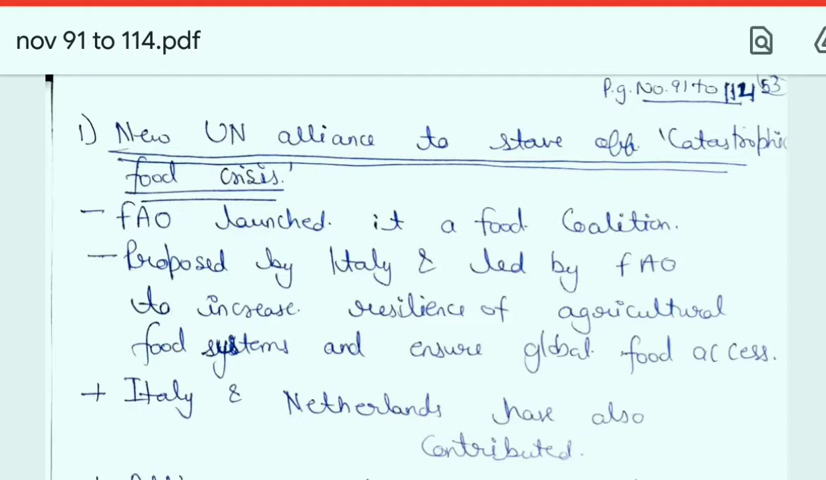 nov 91 to 114.pdf
P.g. No. 91 to 114
1) New UN alliance to stave off 'Catastrophic
food crisis.'
- FAO launched it a food Coalition.
- Proposed by Italy & led by FAO
to increase resilience of agricultural
food systems and ensure global food access.
+ Italy & Netherlands have also
Contributed.